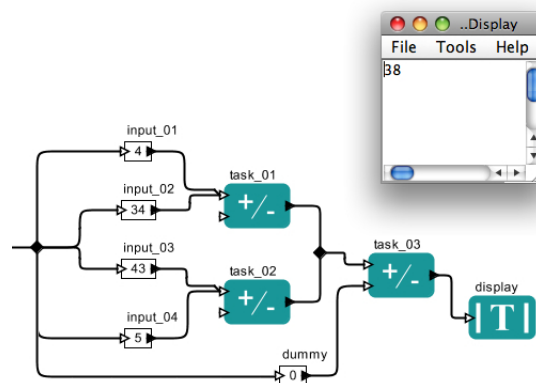 ..Display
File Tools Help
38
input_01
4
task_01
+/-
input_02
34
input_03
43
task_02
+/-
task_03
+/-
input_04
5
display
T
dummy
0